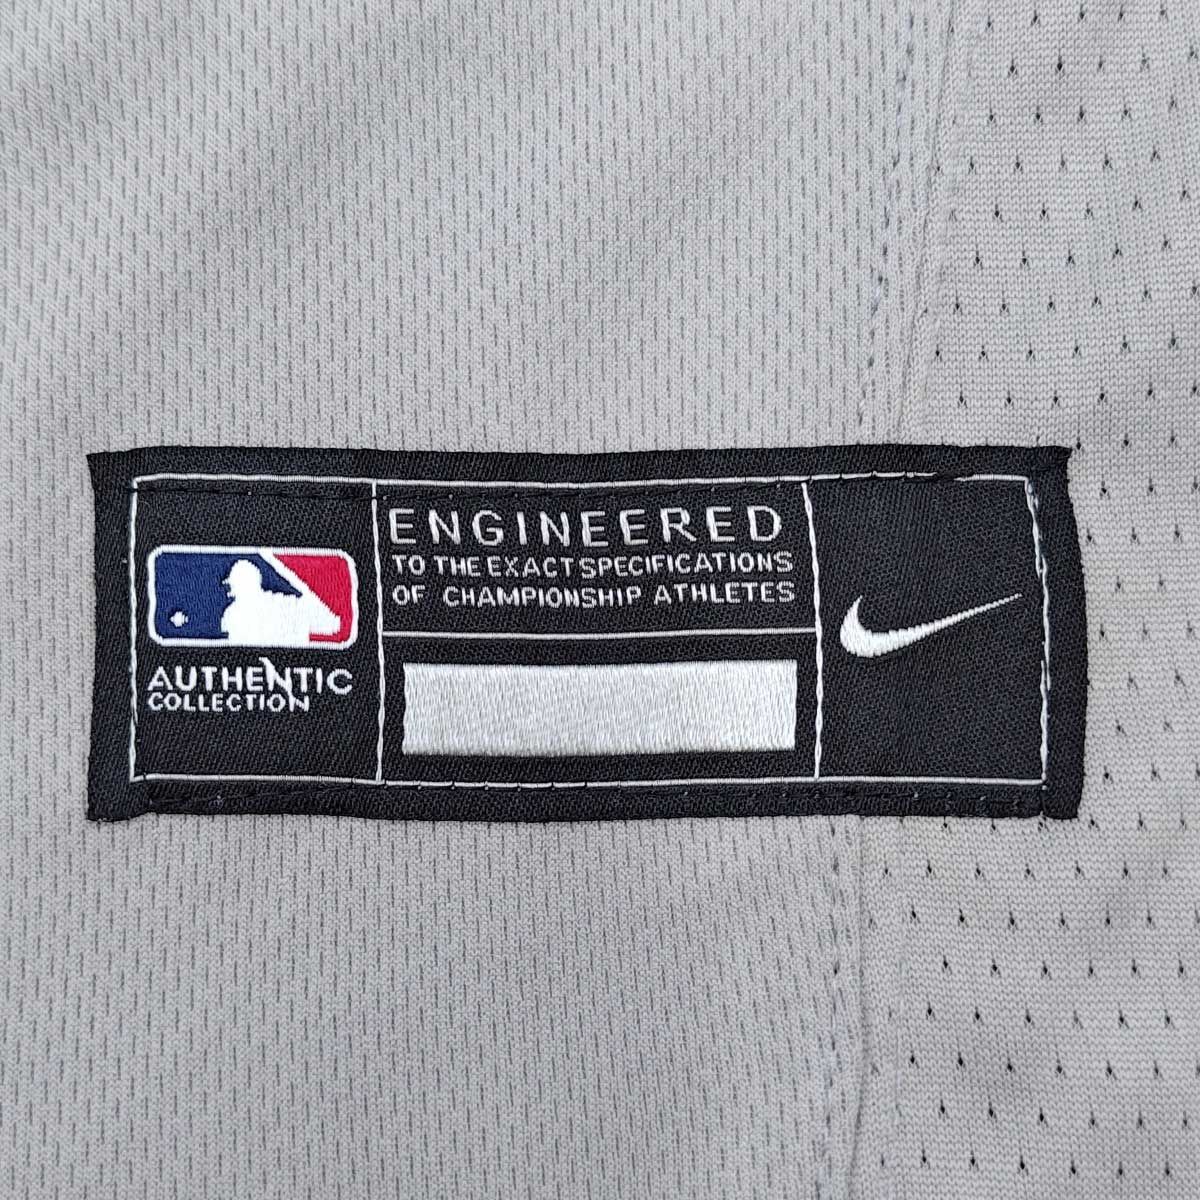 AUTHENTIC
COLLECTION
ENGINEERED
TO THE EXACT SPECIFICATIONS
OF CHAMPIONSHIP ATHLETES